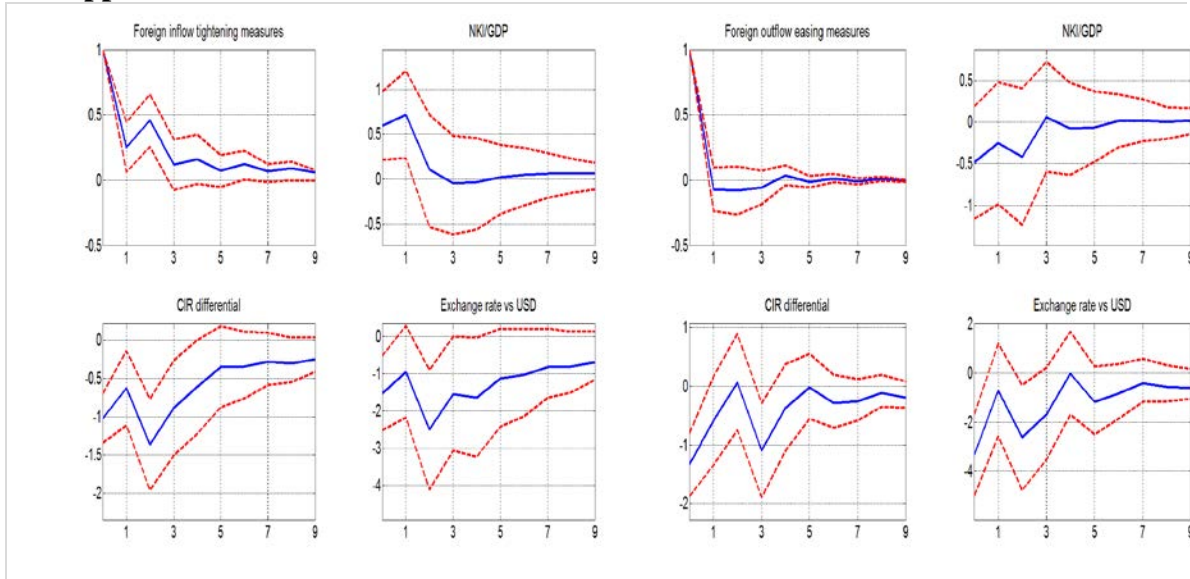 Foreign inflow tightening measures
1
0.5
0
-0.5
1 3 5 7 9
NKI/GDP
1
0.5
0
-0.5
1 3 5 7 9
Foreign outflow easing measures
1
0.5
0
-0.5
1 3 5 7 9
NKI/GDP
0.5
0
-0.5
-1
1 3 5 7 9
CIR differential
0
-0.5
-1
-1.5
-2
1 3 5 7 9
Exchange rate vs USD
0
-1
-2
-3
-4
1 3 5 7 9
CIR differential
1
0
-1
-2
1 3 5 7 9
Exchange rate vs USD
2
0
-2
-4
1 3 5 7 9